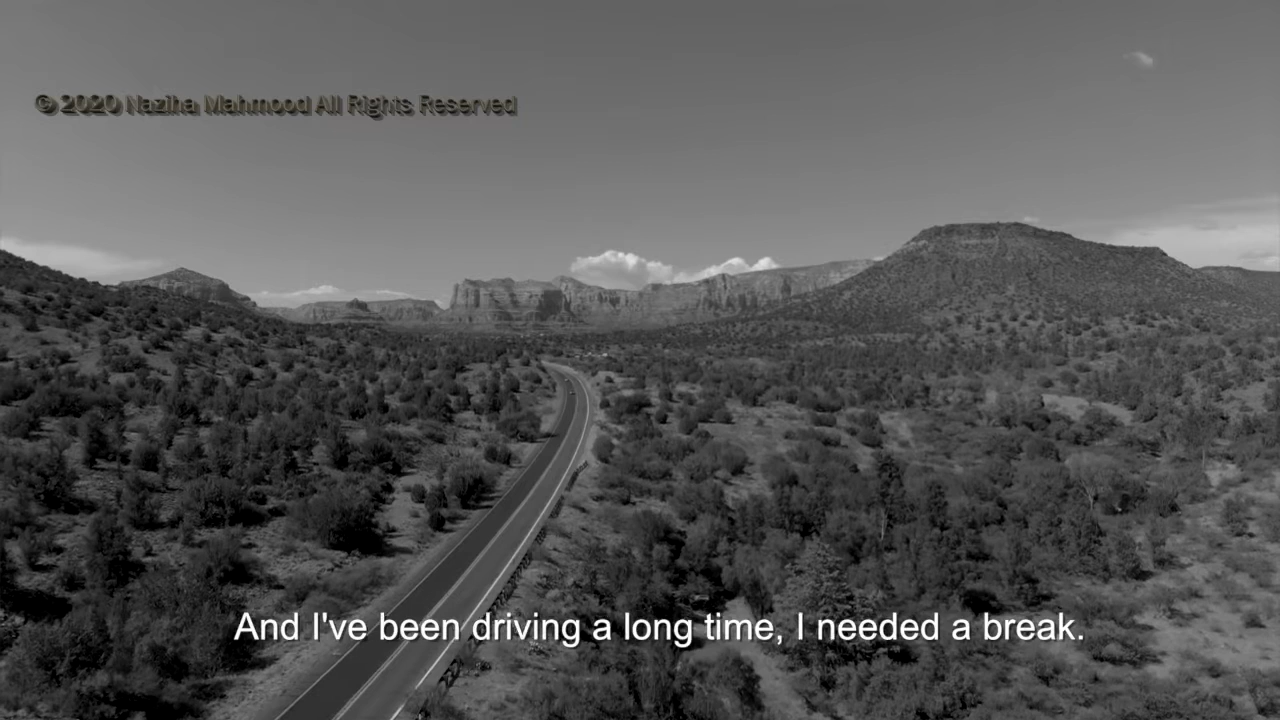 © 2020 Naziha Mahmood All Rights Reserved
And I've been driving a long time, I needed a break.